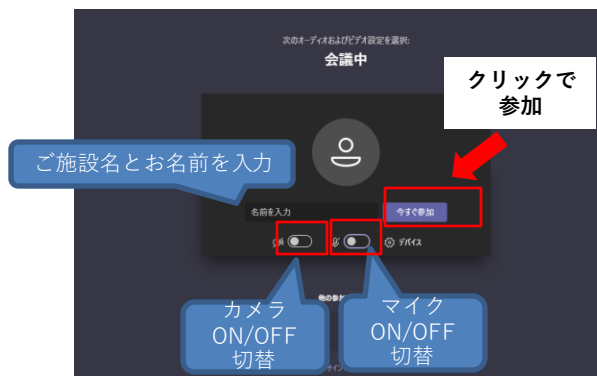 次のオーディオおよびビデオ設定を選択:
会議中
クリックで
参加
ご施設名とお名前を入力
名前を入力
今すぐ参加
デバイス
カメラ
ON/OFF
切替
マイク
ON/OFF
切替